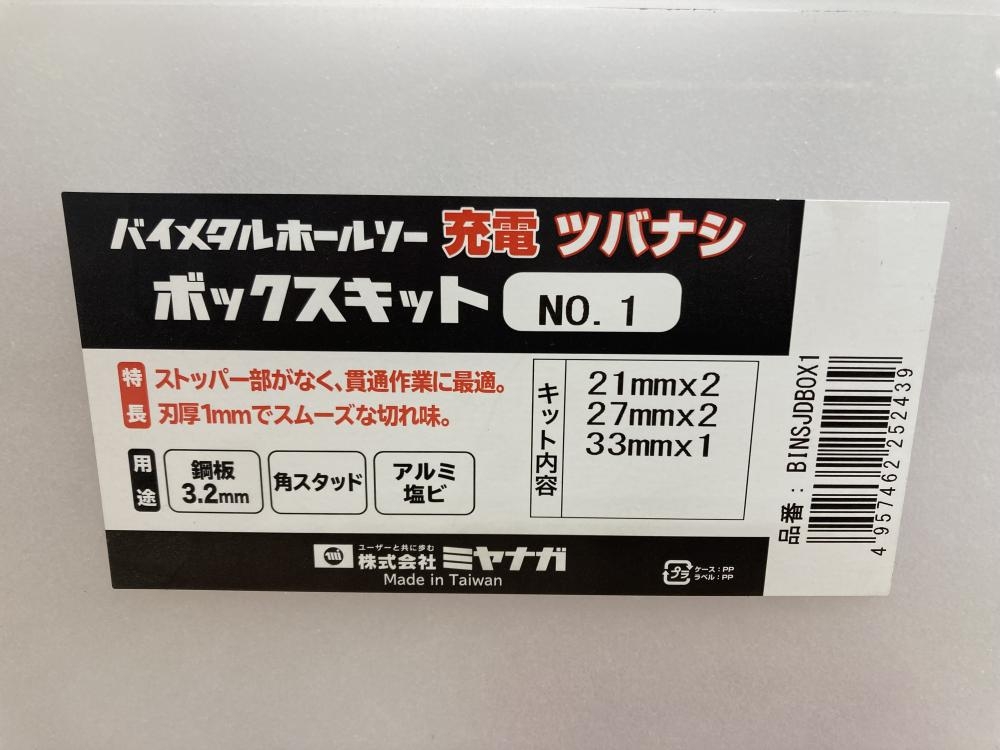 バイメタルホールソー 充電 ツバナシ
ボックスキット NO. 1
特長
ストッパー部がなく、貫通作業に最適。
刃厚1mmでスムーズな切れ味。
用途
鋼板
3.2mm
角スタッド
アルミ
塩ビ
キット内容
21mmx2
27mmx2
33mmx1
品番：BINSJDBOX1
4957462252439
ユーザーと共に歩む
株式会社 ミヤナガ
Made in Taiwan
プラ
ケース：PP
ラベル：PP